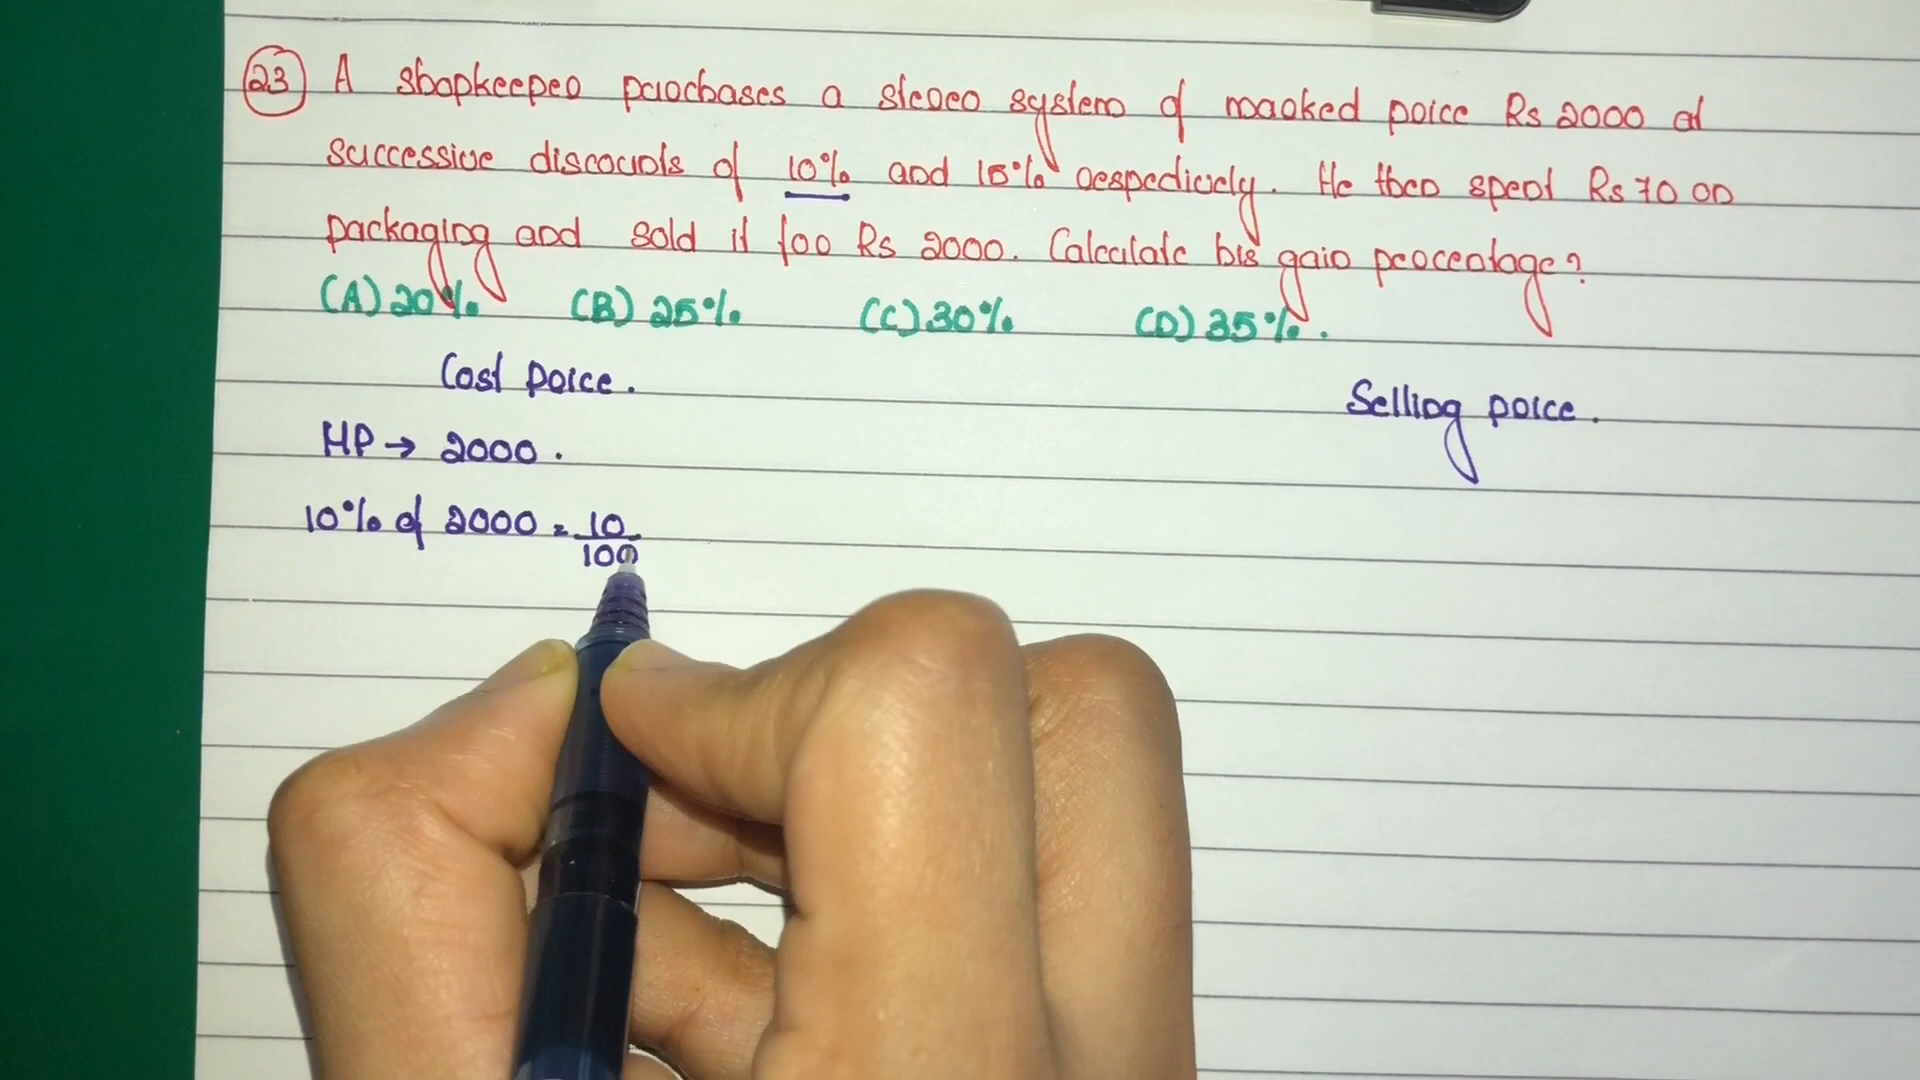 23 A shopkeeper purchases a stereo system of marked price Rs 2000 at
successive discounts of 10% and 15% respectively. He then spent Rs 70 on
packaging and sold it for Rs 2000. Calculate his gain percentage?
(A) 20% (B) 25% (C) 30% (D) 35%.
Cost price. Selling price.
MP → 2000.
10% of 2000 = 10/100